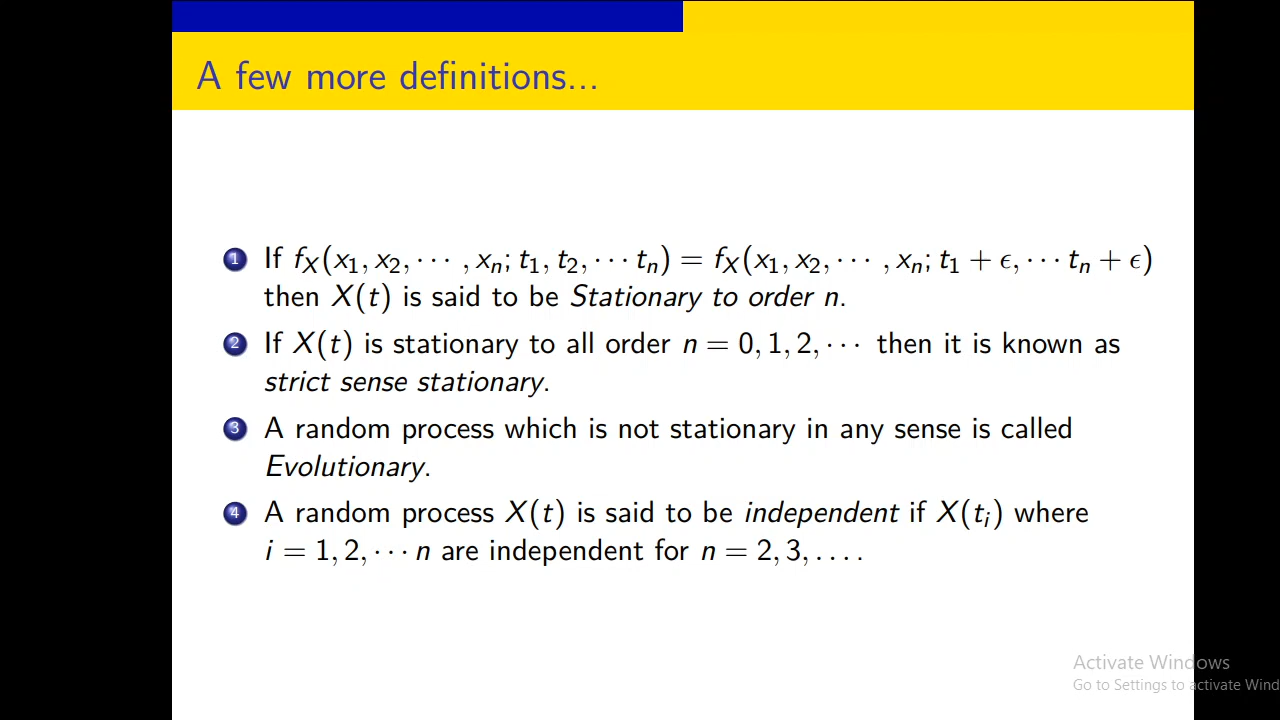 A few more definitions...
1 If f_X(x_1, x_2, ··· , x_n; t_1, t_2, ··· t_n) = f_X(x_1, x_2, ··· , x_n; t_1 + ϵ, ··· t_n + ϵ)
then X(t) is said to be Stationary to order n.
2 If X(t) is stationary to all order n = 0, 1, 2, ··· then it is known as
strict sense stationary.
3 A random process which is not stationary in any sense is called
Evolutionary.
4 A random process X(t) is said to be independent if X(t_i) where
i = 1, 2, ··· n are independent for n = 2, 3, ....
Activate Windows
Go to Settings to activate Wind